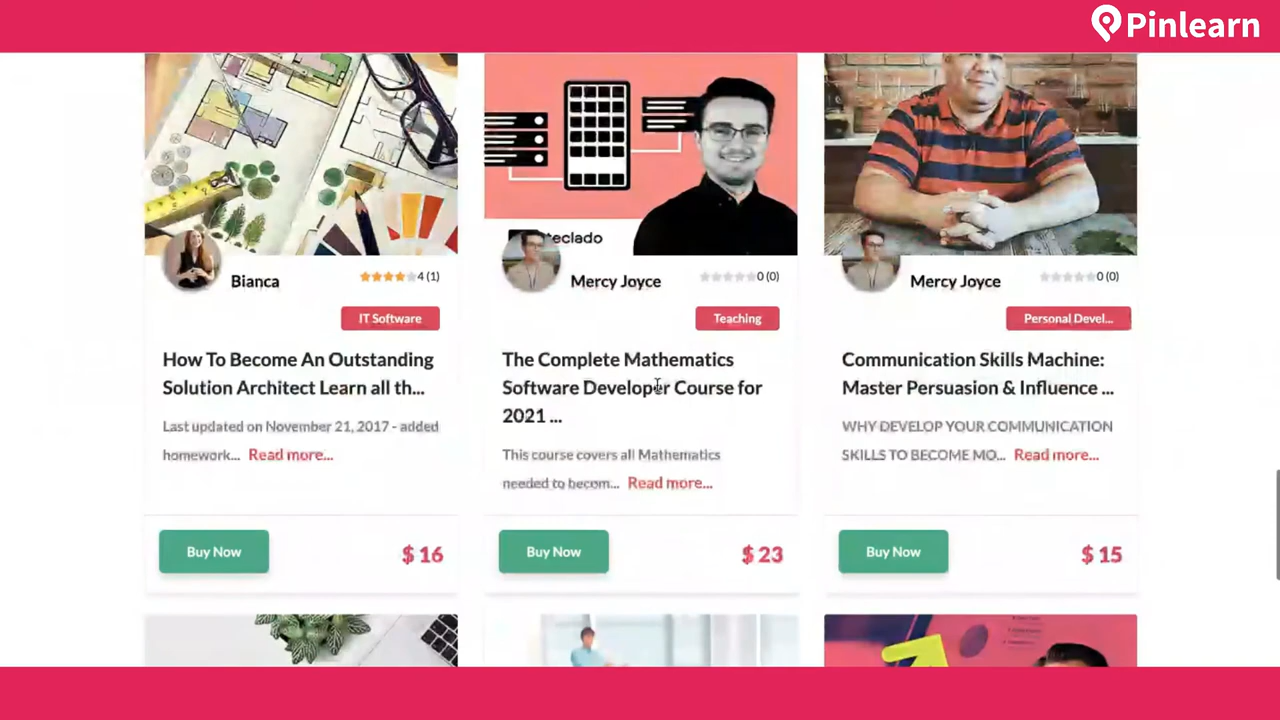 Pinlearn
teclado
Bianca
4 (1)
Mercy Joyce
0 (0)
Mercy Joyce
0 (0)
IT Software
Teaching
Personal Devel...
How To Become An Outstanding
Solution Architect Learn all th...
Last updated on November 21, 2017 - added
homework... Read more...
The Complete Mathematics
Software Developer Course for
2021 ...
This course covers all Mathematics
needed to becom... Read more...
Communication Skills Machine:
Master Persuasion & Influence ...
WHY DEVELOP YOUR COMMUNICATION
SKILLS TO BECOME MO... Read more...
Buy Now
$ 16
Buy Now
$ 23
Buy Now
$ 15